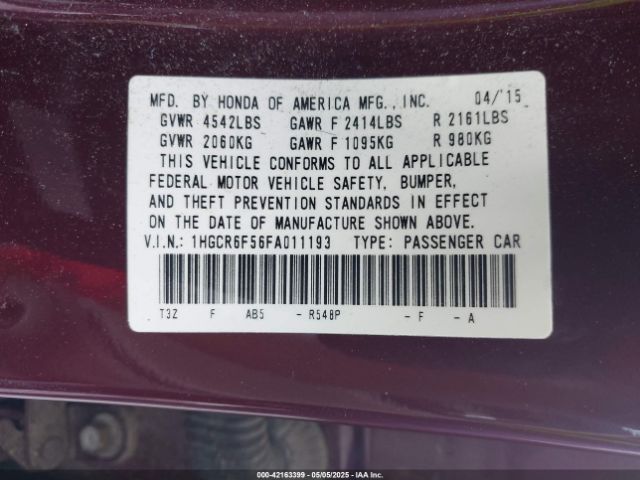 MFD. BY HONDA OF AMERICA MFG., INC. 04/'15
GVWR 4542LBS GAWR F 2414LBS R 2161LBS
GVWR 2060KG GAWR F 1095KG R 980KG
THIS VEHICLE CONFORMS TO ALL APPLICABLE
FEDERAL MOTOR VEHICLE SAFETY, BUMPER,
AND THEFT PREVENTION STANDARDS IN EFFECT
ON THE DATE OF MANUFACTURE SHOWN ABOVE.
V.I.N.: 1HGCR6F56FA011193 TYPE: PASSENGER CAR
T3Z F AB5 - R548P - F - A
000-42163399 - 05/05/2025 - IAA Inc.